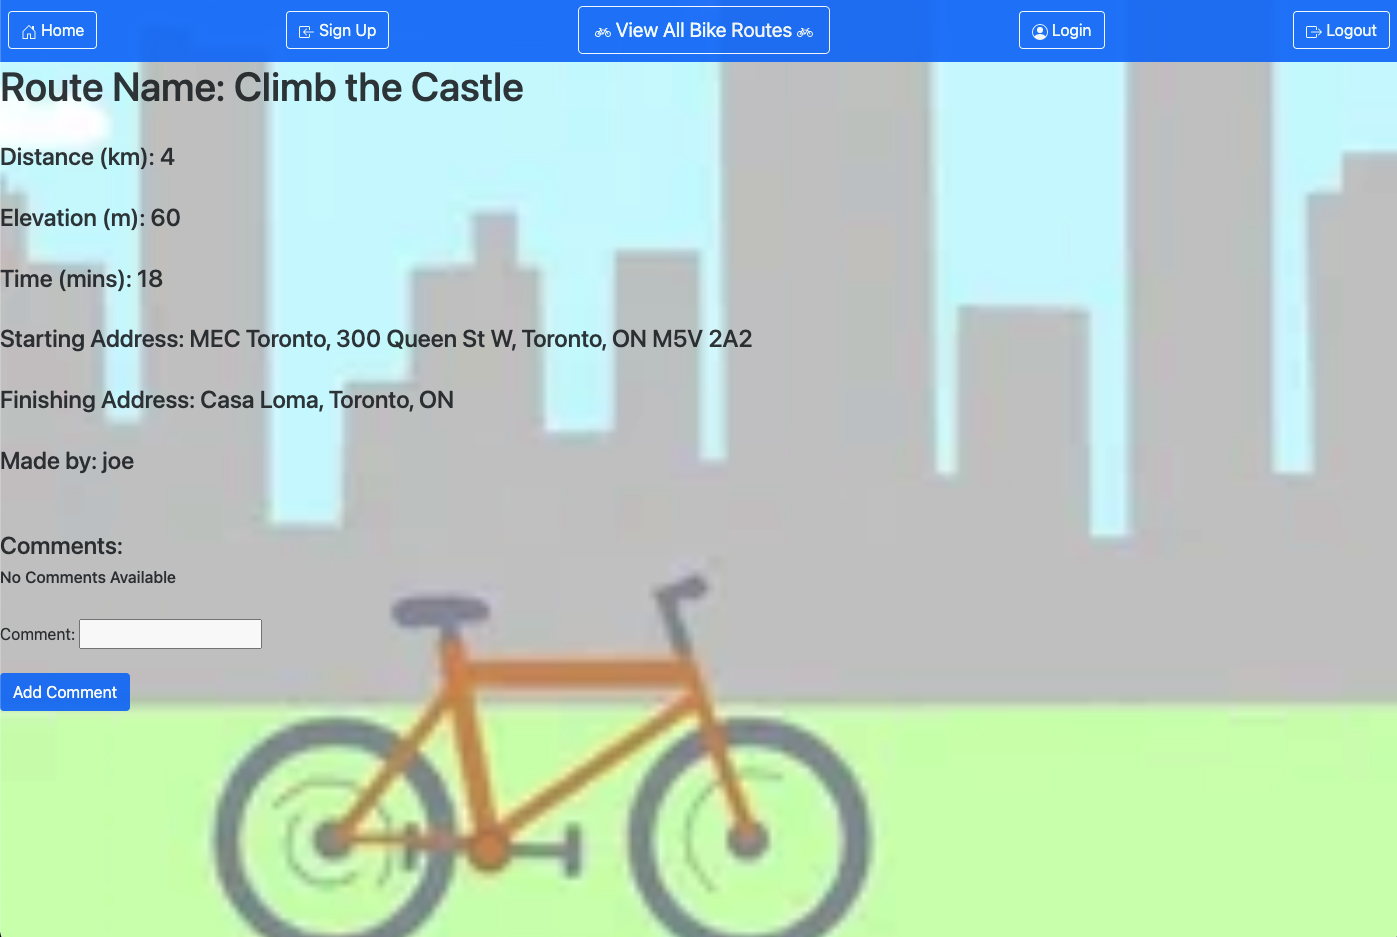 Home
Sign Up
View All Bike Routes
Login
Logout
Route Name: Climb the Castle
Distance (km): 4
Elevation (m): 60
Time (mins): 18
Starting Address: MEC Toronto, 300 Queen St W, Toronto, ON M5V 2A2
Finishing Address: Casa Loma, Toronto, ON
Made by: joe
Comments:
No Comments Available
Comment:
Add Comment